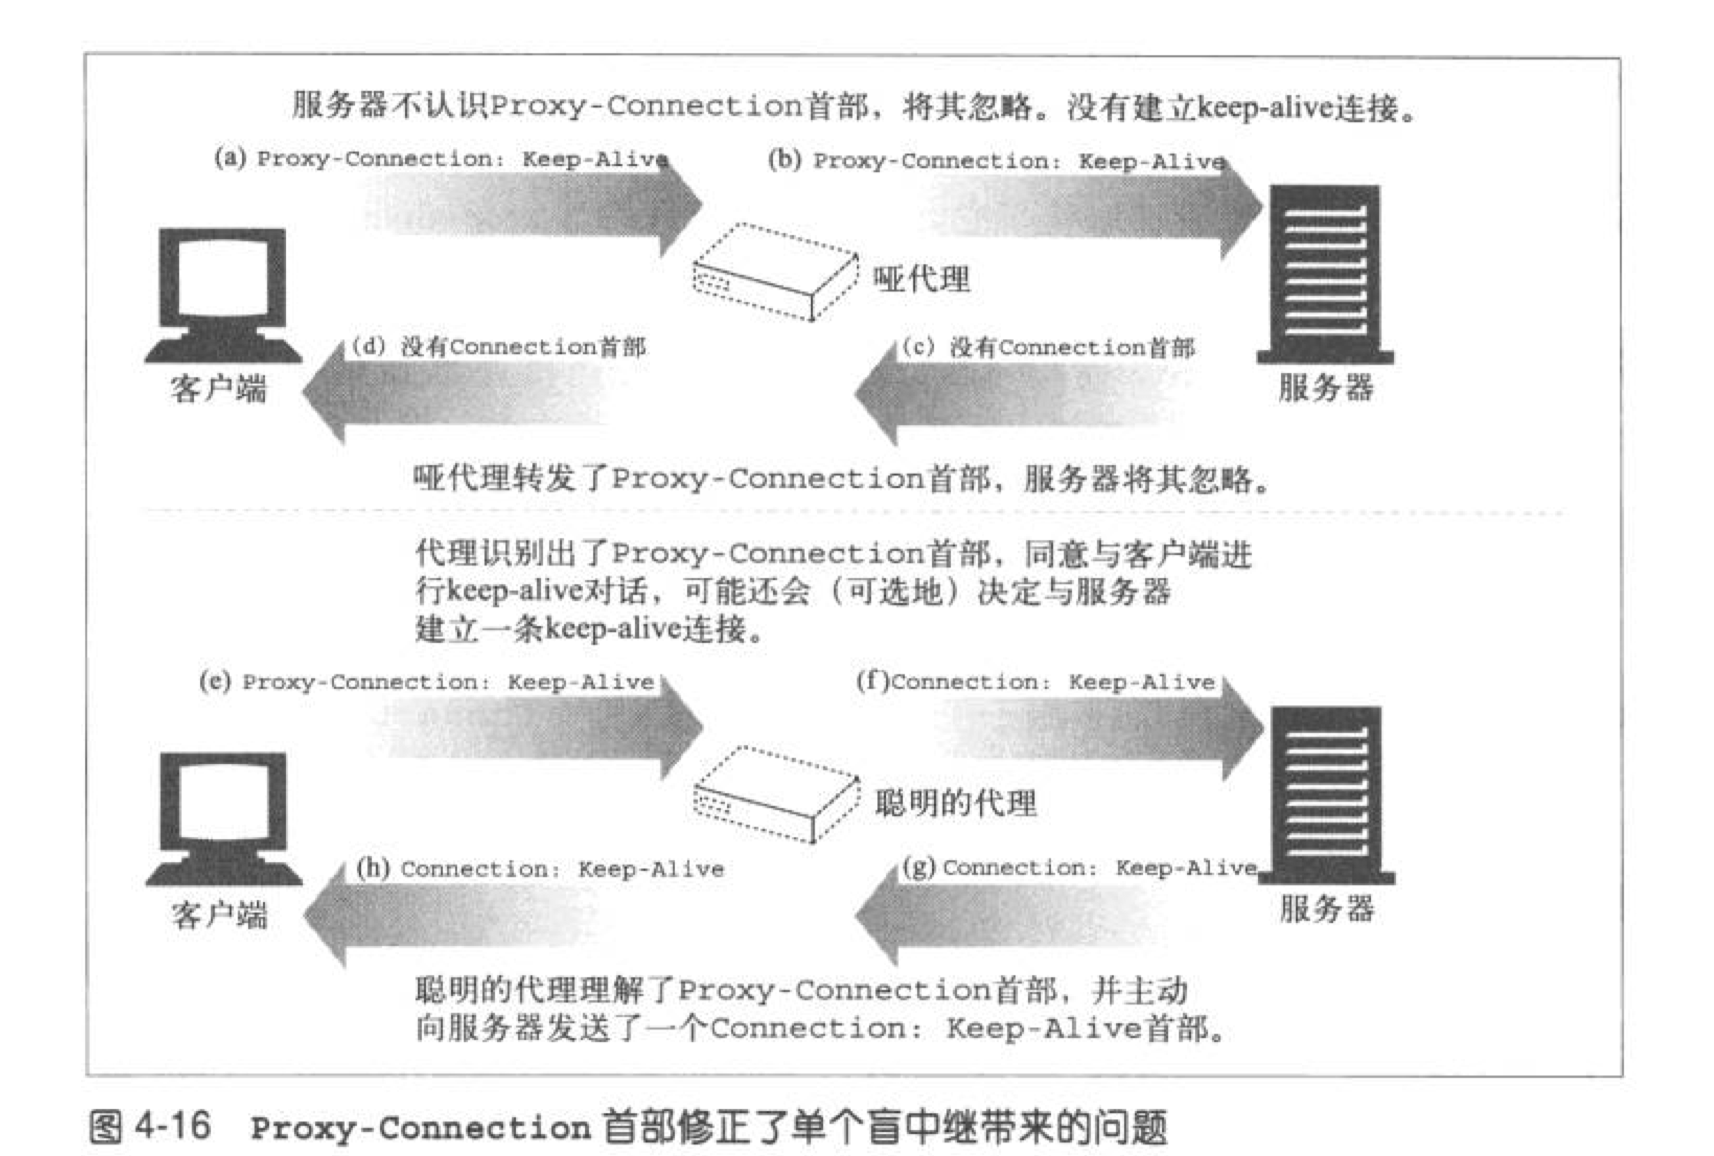 服务器不认识Proxy-Connection首部，将其忽略。没有建立keep-alive连接。
(a) Proxy-Connection: Keep-Alive
(b) Proxy-Connection: Keep-Alive
哑代理
(d) 没有Connection首部
(c) 没有Connection首部
客户端
服务器
哑代理转发了Proxy-Connection首部，服务器将其忽略。
代理识别出了Proxy-Connection首部，同意与客户端进
行keep-alive对话，可能还会（可选地）决定与服务器
建立一条keep-alive连接。
(e) Proxy-Connection: Keep-Alive
(f)Connection: Keep-Alive
聪明的代理
(h) Connection: Keep-Alive
(g) Connection: Keep-Alive
客户端
服务器
聪明的代理理解了Proxy-Connection首部，并主动
向服务器发送了一个Connection: Keep-Alive首部。
图 4-16 Proxy-Connection 首部修正了单个盲中继带来的问题